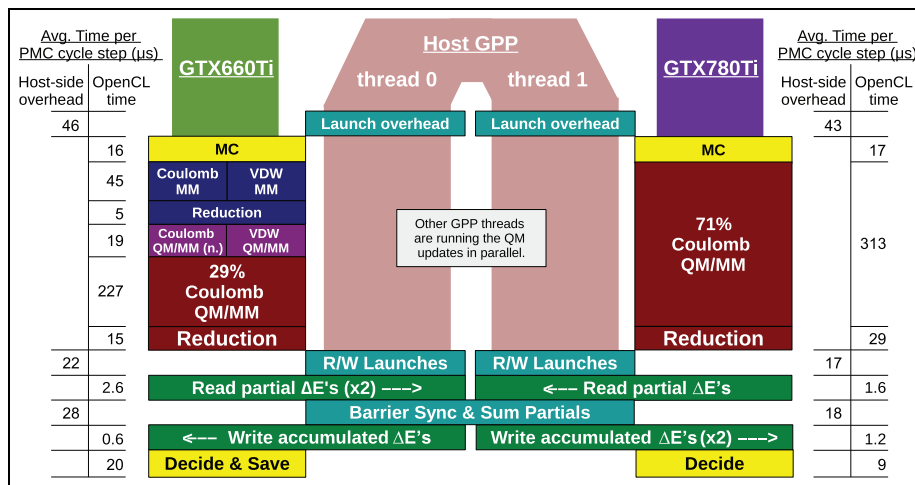 Avg. Time per
PMC cycle step (µs)
Host-side
overhead
OpenCL
time
46
16
45
5
19
227
15
22
2.6
28
0.6
20
GTX660Ti
Host GPP
thread 0
thread 1
GTX780Ti
Launch overhead
Launch overhead
MC
Coulomb
MM
VDW
MM
Reduction
Coulomb
QM/MM (n.)
VDW
QM/MM
29%
Coulomb
QM/MM
Reduction
Other GPP threads
are running the QM
updates in parallel.
MC
71%
Coulomb
QM/MM
Reduction
R/W Launches
R/W Launches
Read partial ΔE's (x2) --->
<--- Read partial ΔE's
Barrier Sync & Sum Partials
<--- Write accumulated ΔE's
Write accumulated ΔE's (x2) --->
Decide & Save
Decide
Avg. Time per
PMC cycle step (µs)
Host-side
overhead
OpenCL
time
43
17
313
29
17
1.6
18
1.2
9